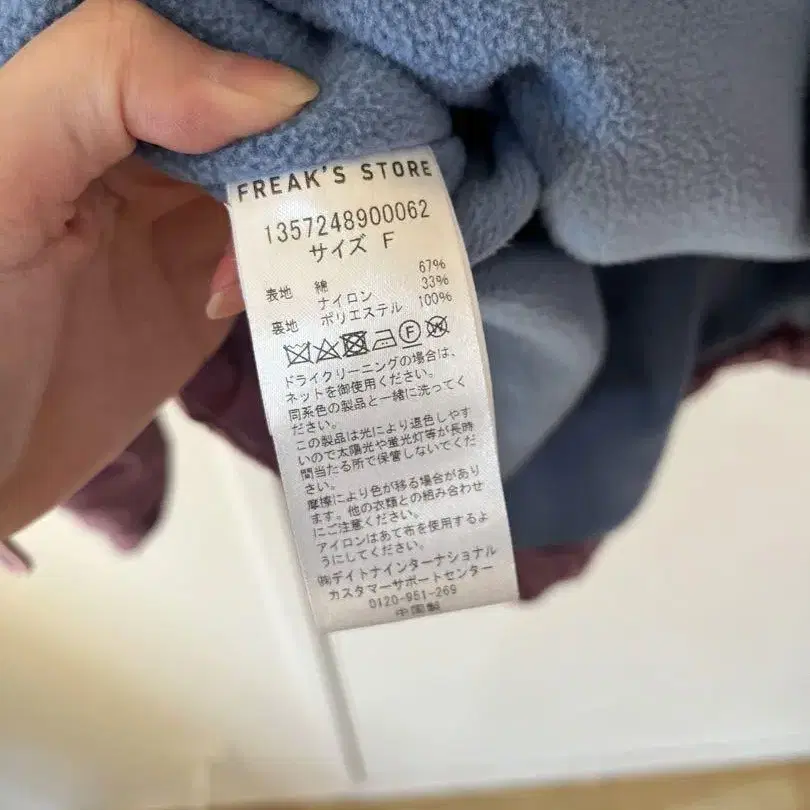 FREAK'S STORE
1357248900062
サイズ F
表地 綿 67%
ナイロン 33%
裏地 ポリエステル 100%
F W
ドライクリーニングの場合は、
ネットを御使用ください。
同系色の製品と一緒に洗ってく
ださい。
この製品は光により退色しやす
いので太陽光や蛍光灯等が長時
間当たる所で保管しないでくだ
さい。
摩擦により色が移る場合があり
ます。他の衣類との組み合わせ
にご注意ください。
アイロンはあて布を使用するよ
うにしてください。
㈱デイトナインターナショナル
カスタマーサポートセンター
0120-951-269
中国製